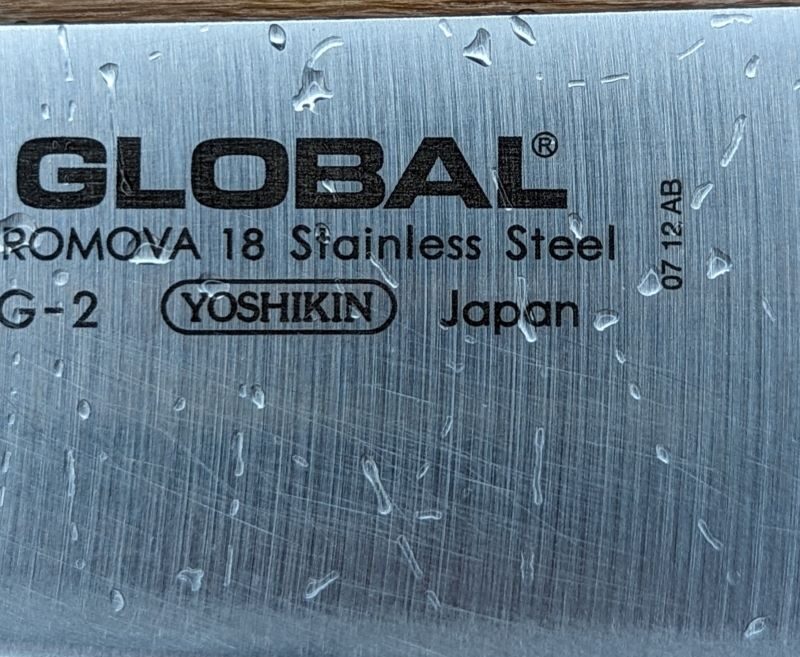 GLOBAL®
ROMOVA 18 Stainless Steel
G-2 YOSHIKIN Japan
07 12 AB